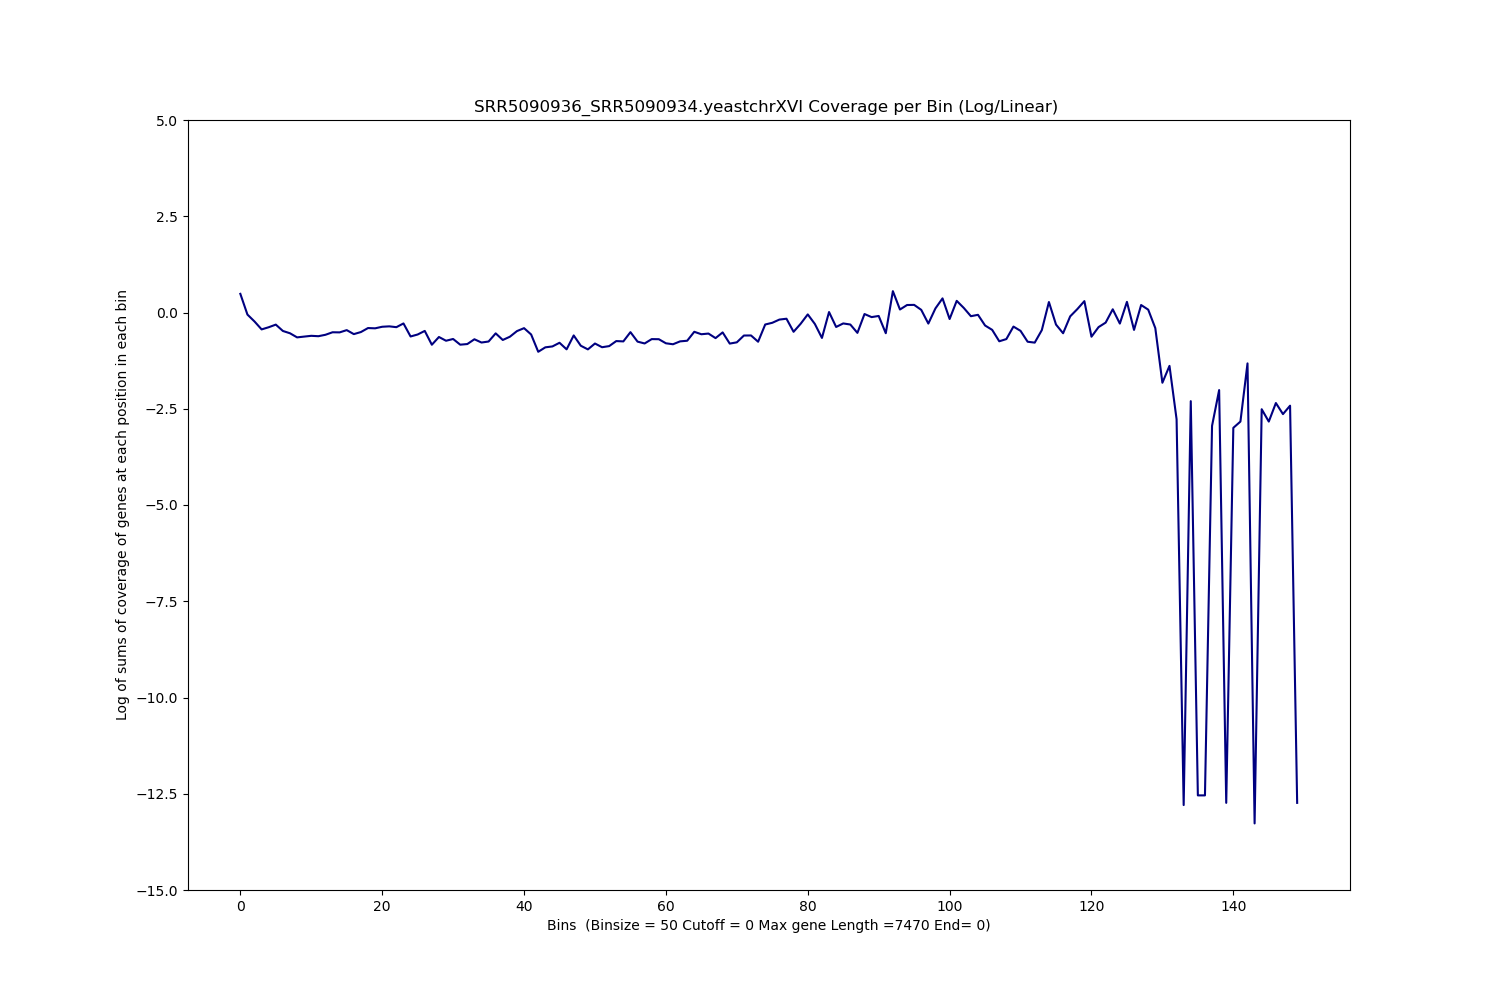 SRR5090936_SRR5090934.yeastchrXVI Coverage per Bin (Log/Linear)
Log of sums of coverage of genes at each position in each bin
5.0
2.5
0.0
−2.5
−5.0
−7.5
−10.0
−12.5
−15.0
0 20 40 60 80 100 120 140
Bins  (Binsize = 50 Cutoff = 0 Max gene Length =7470 End= 0)